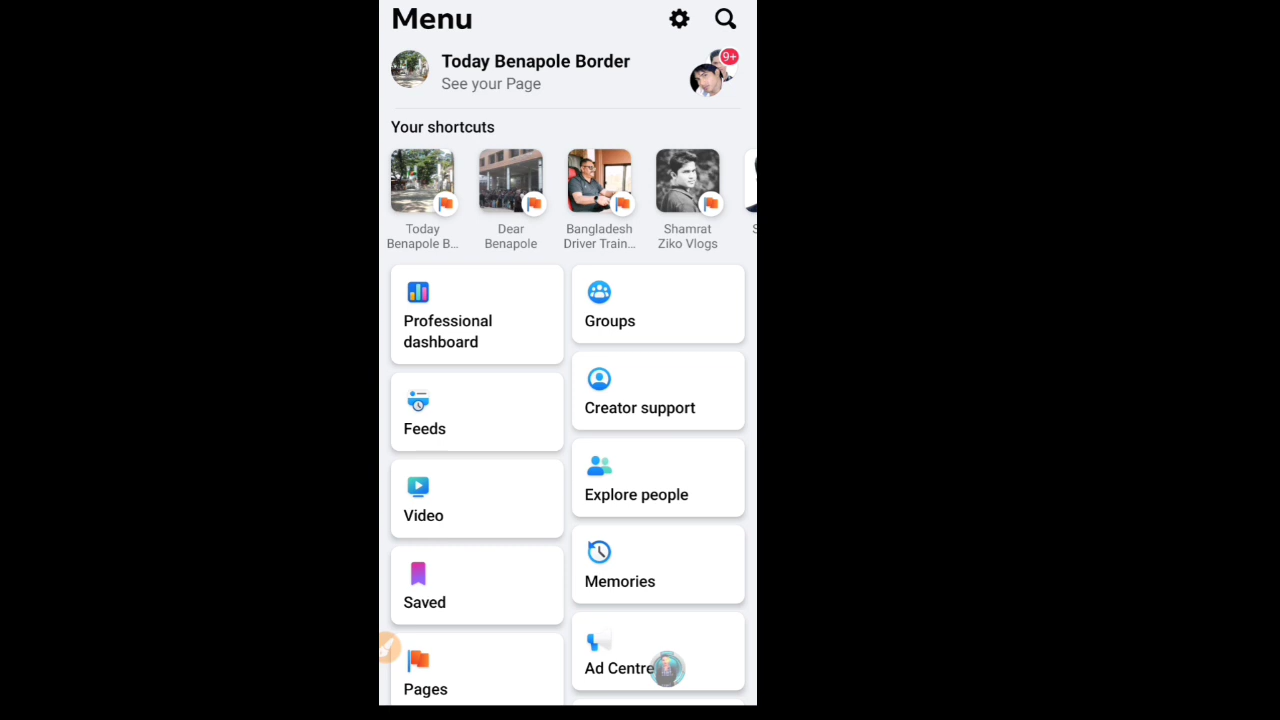 Menu
Today Benapole Border
9+
See your Page
Your shortcuts
Today
Benapole B...
Dear
Benapole
Bangladesh
Driver Train...
Shamrat
Ziko Vlogs
S
Professional
dashboard
Groups
Creator support
Feeds
Explore people
Video
Memories
Saved
Ad Centre
Pages